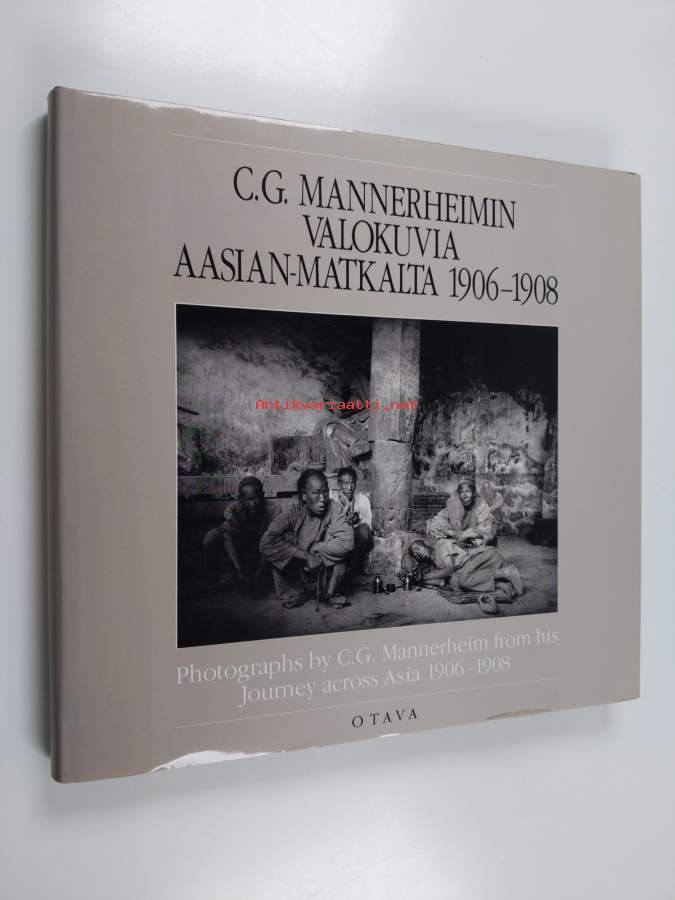 C.G. MANNERHEIMIN
VALOKUVIA
AASIAN-MATKALTA 1906–1908
Antikvariaatti.net
Photographs by C.G. Mannerheim from his
Journey across Asia 1906–1908
OTAVA